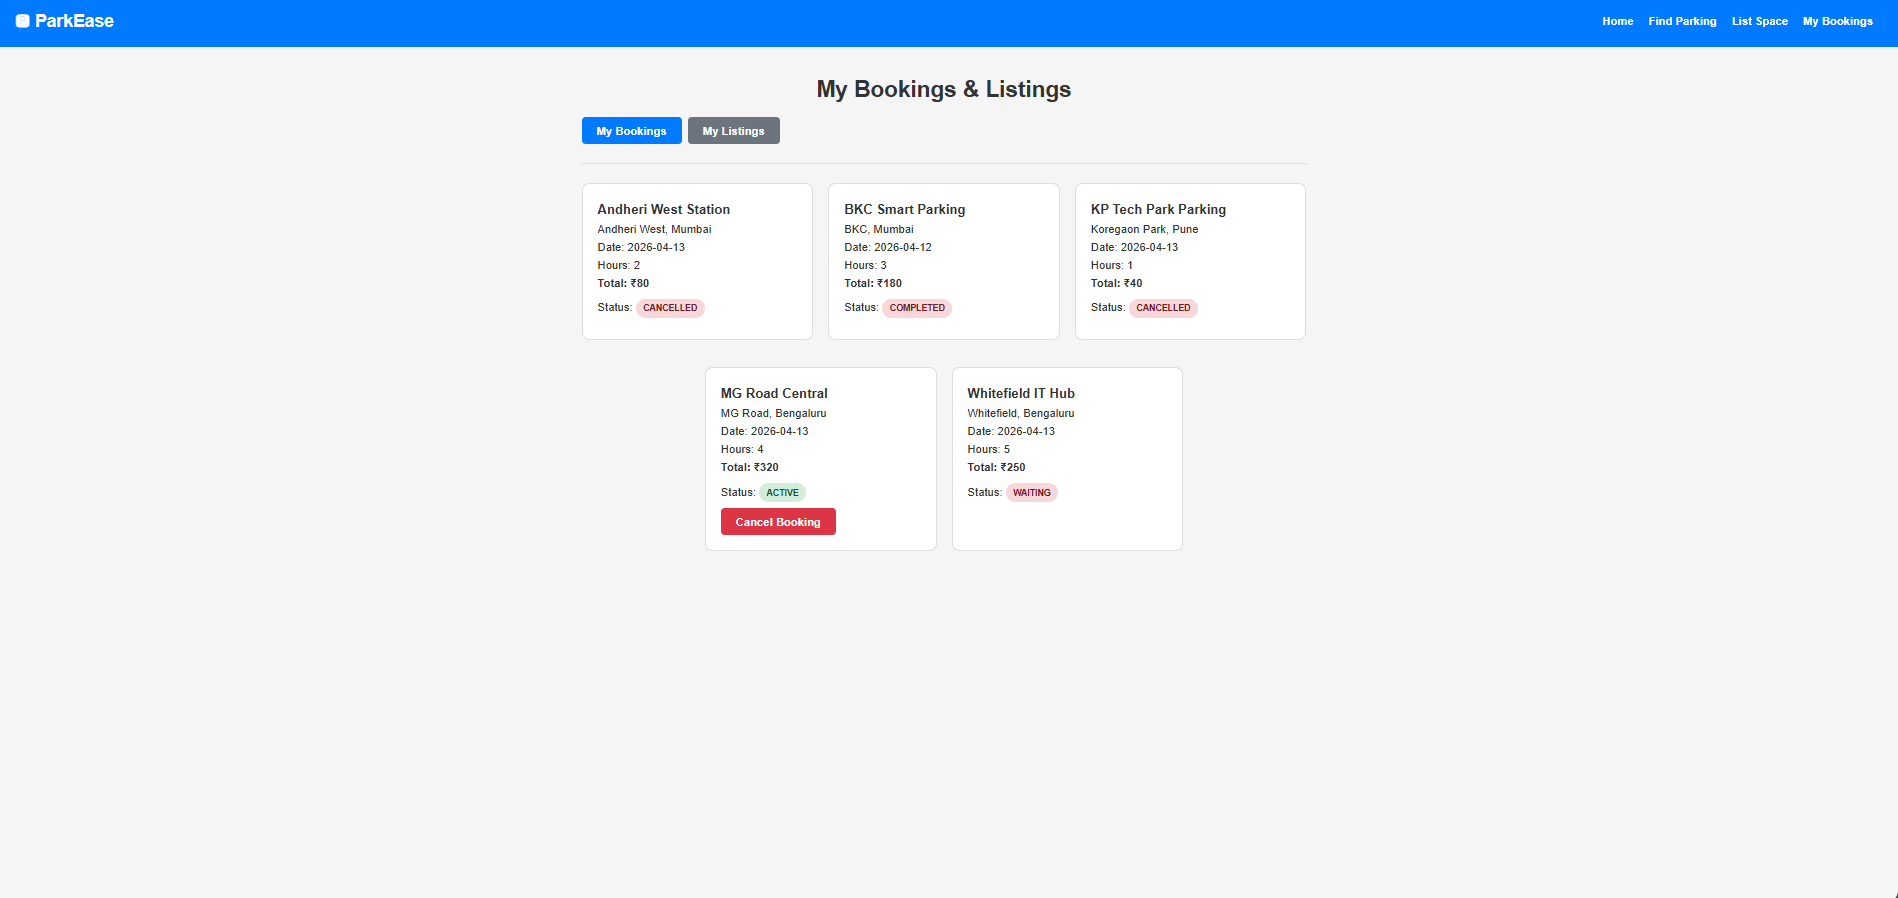 ParkEase
Home Find Parking List Space My Bookings
My Bookings & Listings
My Bookings My Listings
Andheri West Station
Andheri West, Mumbai
Date: 2026-04-13
Hours: 2
Total: ₹80
Status: CANCELLED
BKC Smart Parking
BKC, Mumbai
Date: 2026-04-12
Hours: 3
Total: ₹180
Status: COMPLETED
KP Tech Park Parking
Koregaon Park, Pune
Date: 2026-04-13
Hours: 1
Total: ₹40
Status: CANCELLED
MG Road Central
MG Road, Bengaluru
Date: 2026-04-13
Hours: 4
Total: ₹320
Status: ACTIVE
Cancel Booking
Whitefield IT Hub
Whitefield, Bengaluru
Date: 2026-04-13
Hours: 5
Total: ₹250
Status: WAITING